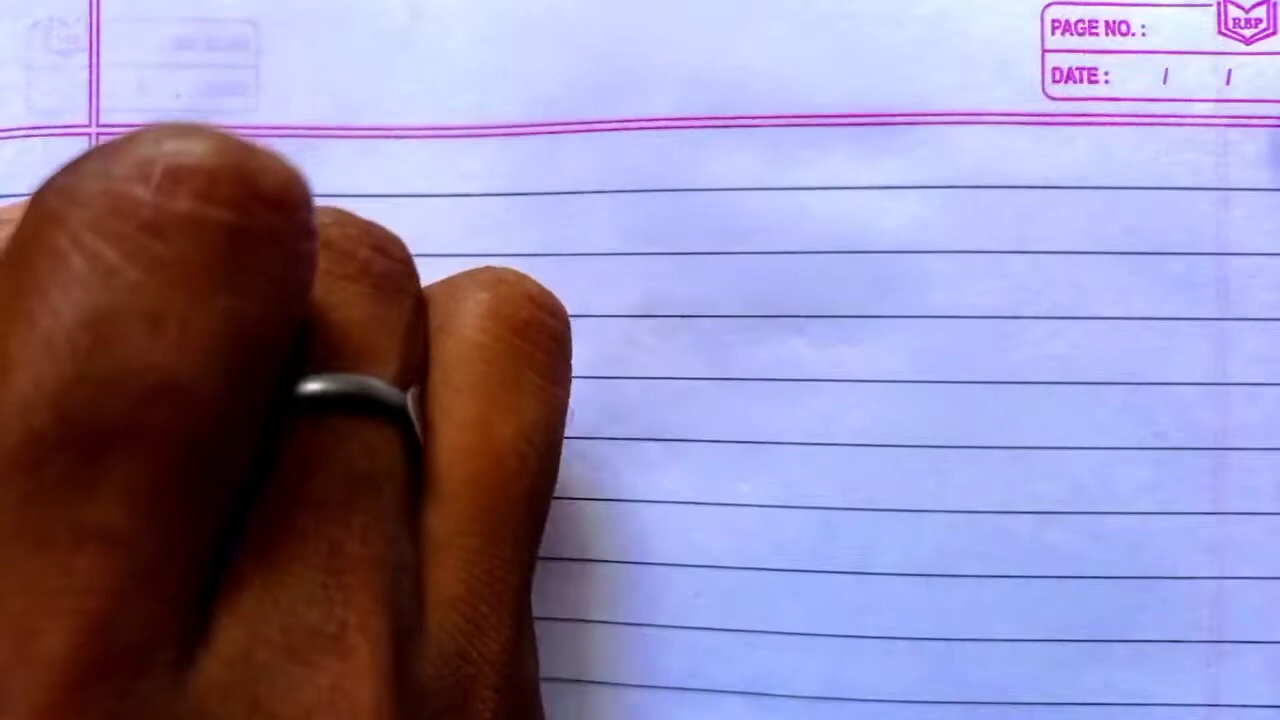 PAGE NO. :
RBP
DATE : / /